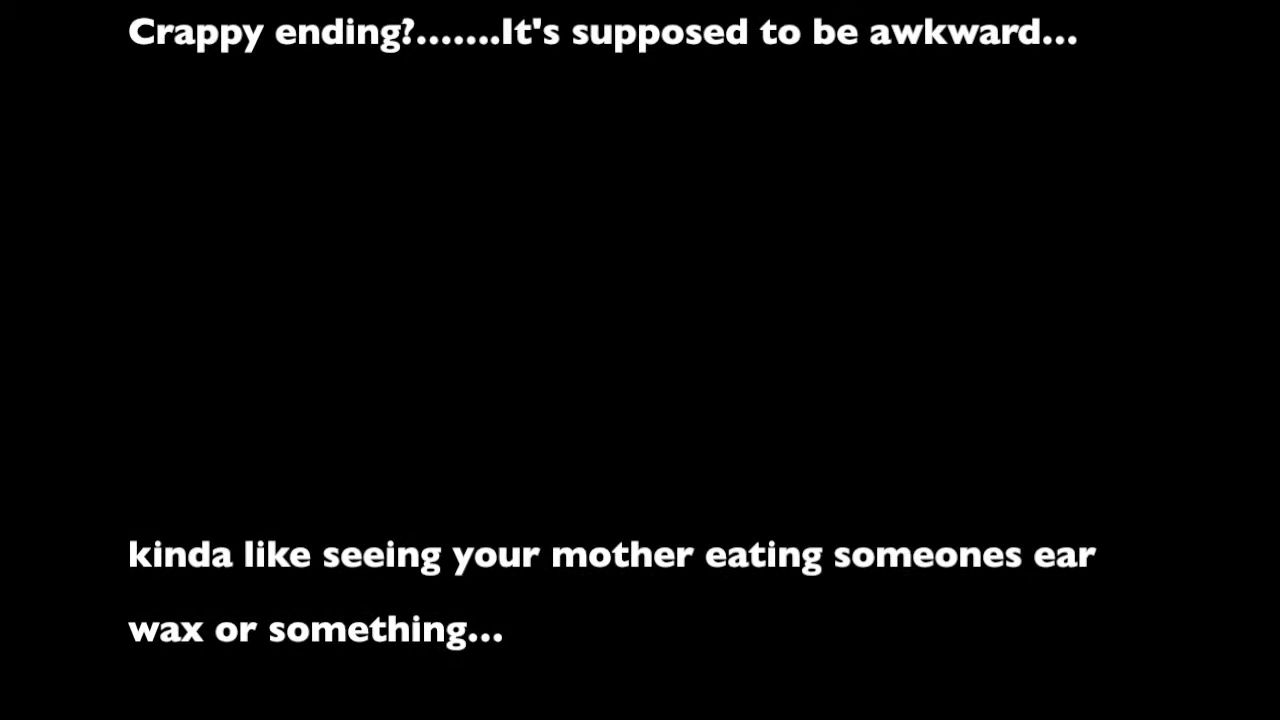 Crappy ending?.......It's supposed to be awkward...
kinda like seeing your mother eating someones ear
wax or something...